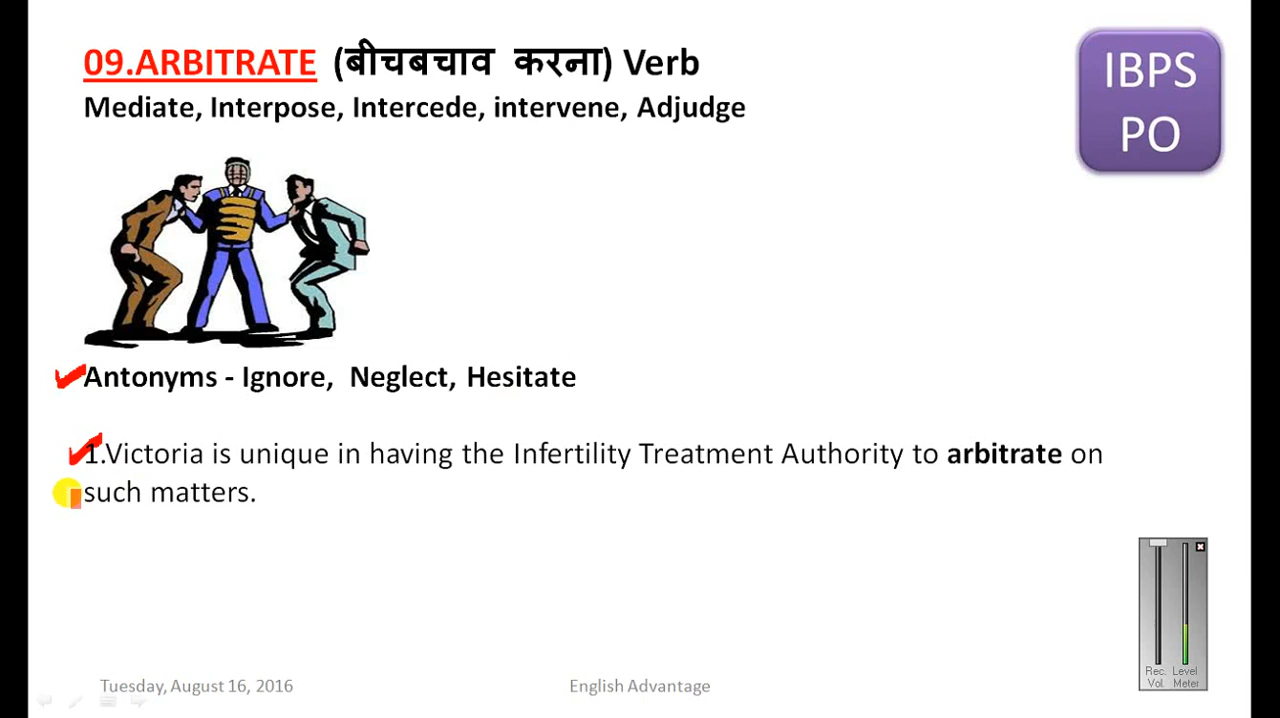 09.ARBITRATE (बीचबचाव करना) Verb
IBPS
PO
Mediate, Interpose, Intercede, intervene, Adjudge
Antonyms - Ignore, Neglect, Hesitate
1.Victoria is unique in having the Infertility Treatment Authority to arbitrate on
such matters.
Rec. Level
Vol. Meter
Tuesday, August 16, 2016
English Advantage